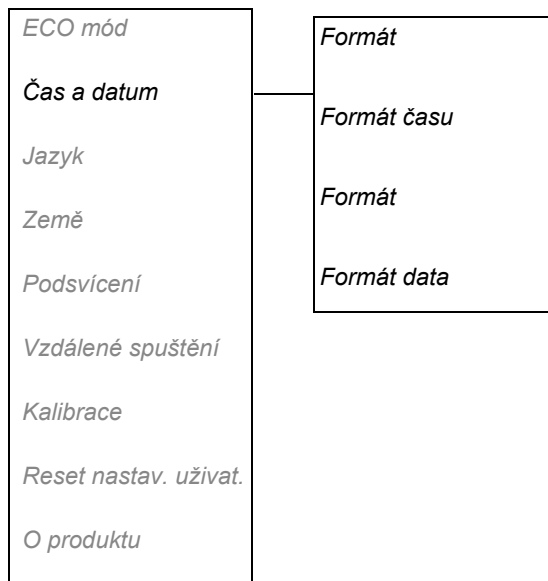 ECO mód
Čas a datum
Jazyk
Země
Podsvícení
Vzdálené spuštění
Kalibrace
Reset nastav. uživat.
O produktu
Formát
Formát času
Formát
Formát data